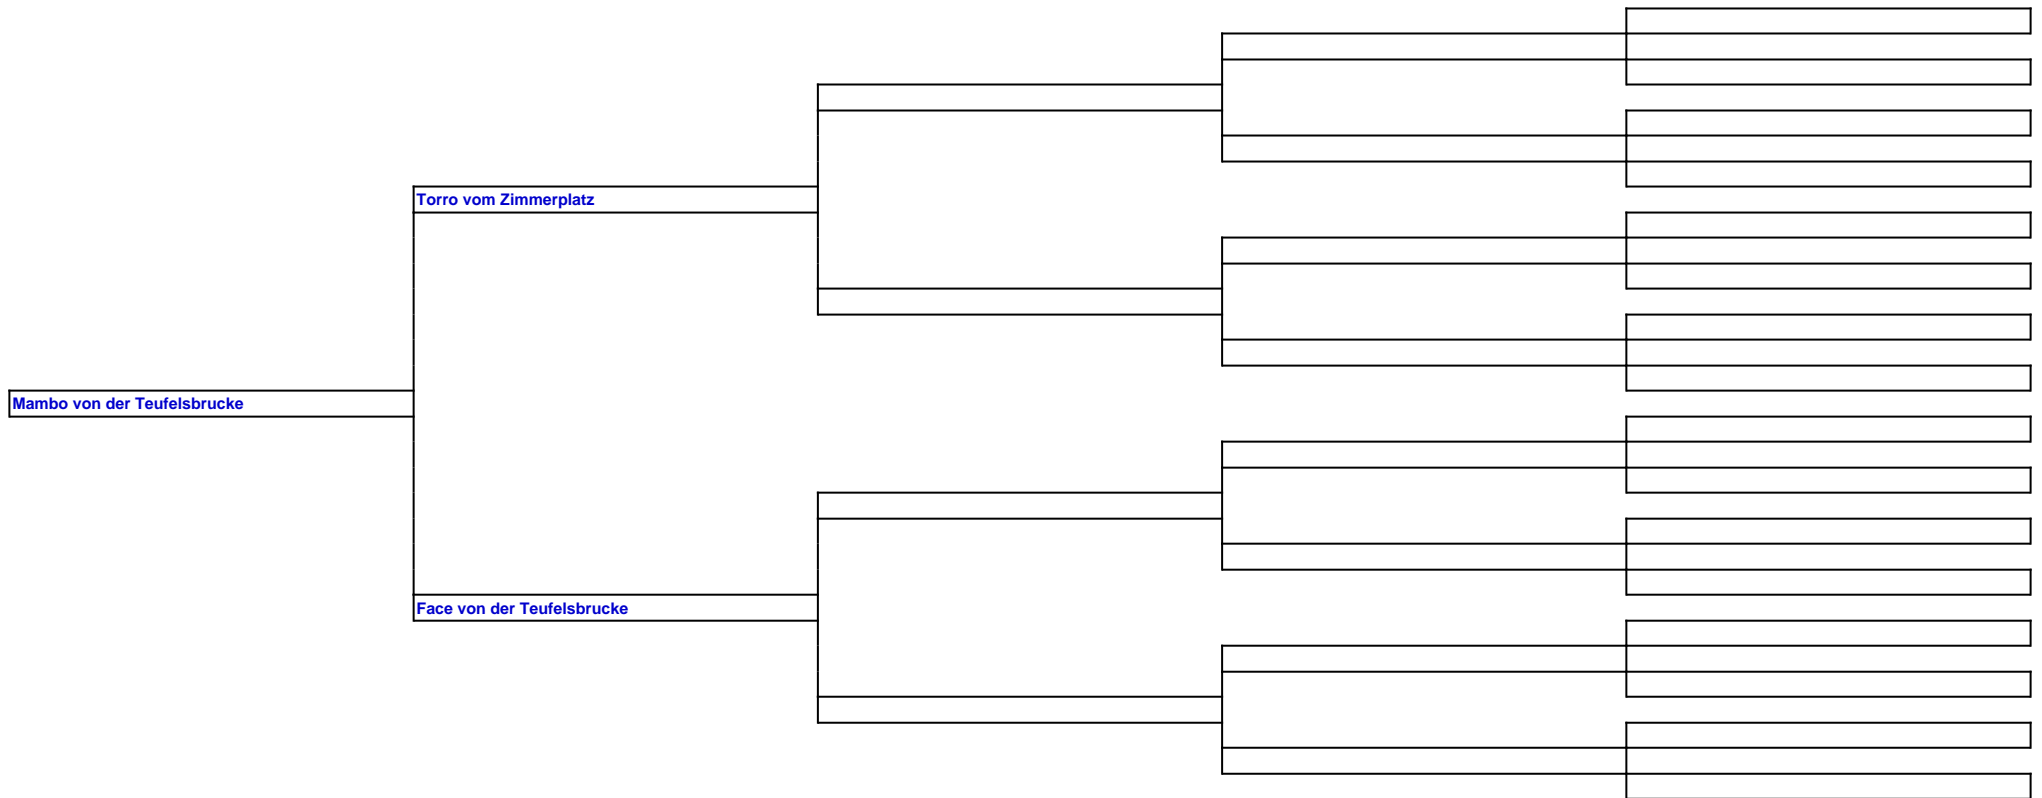 Torro vom Zimmerplatz
Mambo von der Teufelsbrucke
Face von der Teufelsbrucke